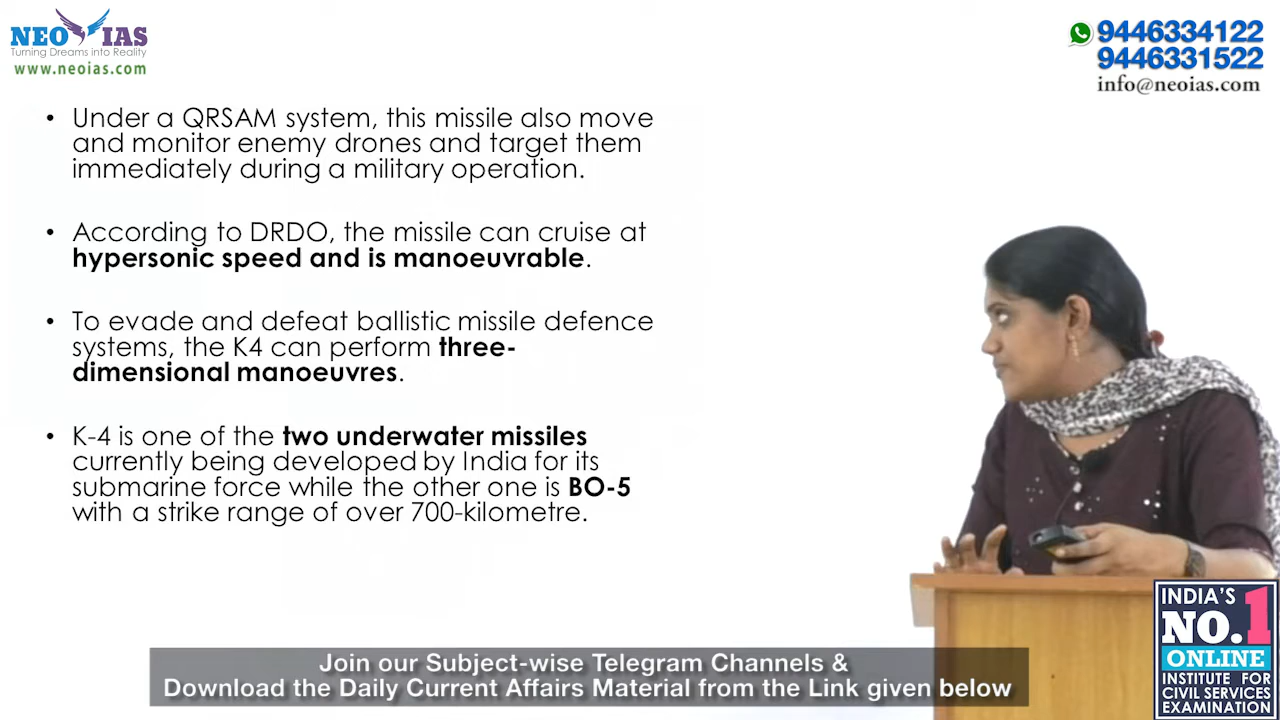 NEO IAS
Turning Dreams into Reality
www.neoias.com
9446334122
9446331522
info@neoias.com
• Under a QRSAM system, this missile also move
and monitor enemy drones and target them
immediately during a military operation.
• According to DRDO, the missile can cruise at
hypersonic speed and is manoeuvrable.
• To evade and defeat ballistic missile defence
systems, the K4 can perform three-
dimensional manoeuvres.
• K-4 is one of the two underwater missiles
currently being developed by India for its
submarine force while the other one is BO-5
with a strike range of over 700-kilometre.
INDIA'S
NO.1
ONLINE
INSTITUTE FOR
CIVIL SERVICES
EXAMINATION
Join our Subject-wise Telegram Channels &
Download the Daily Current Affairs Material from the Link given below